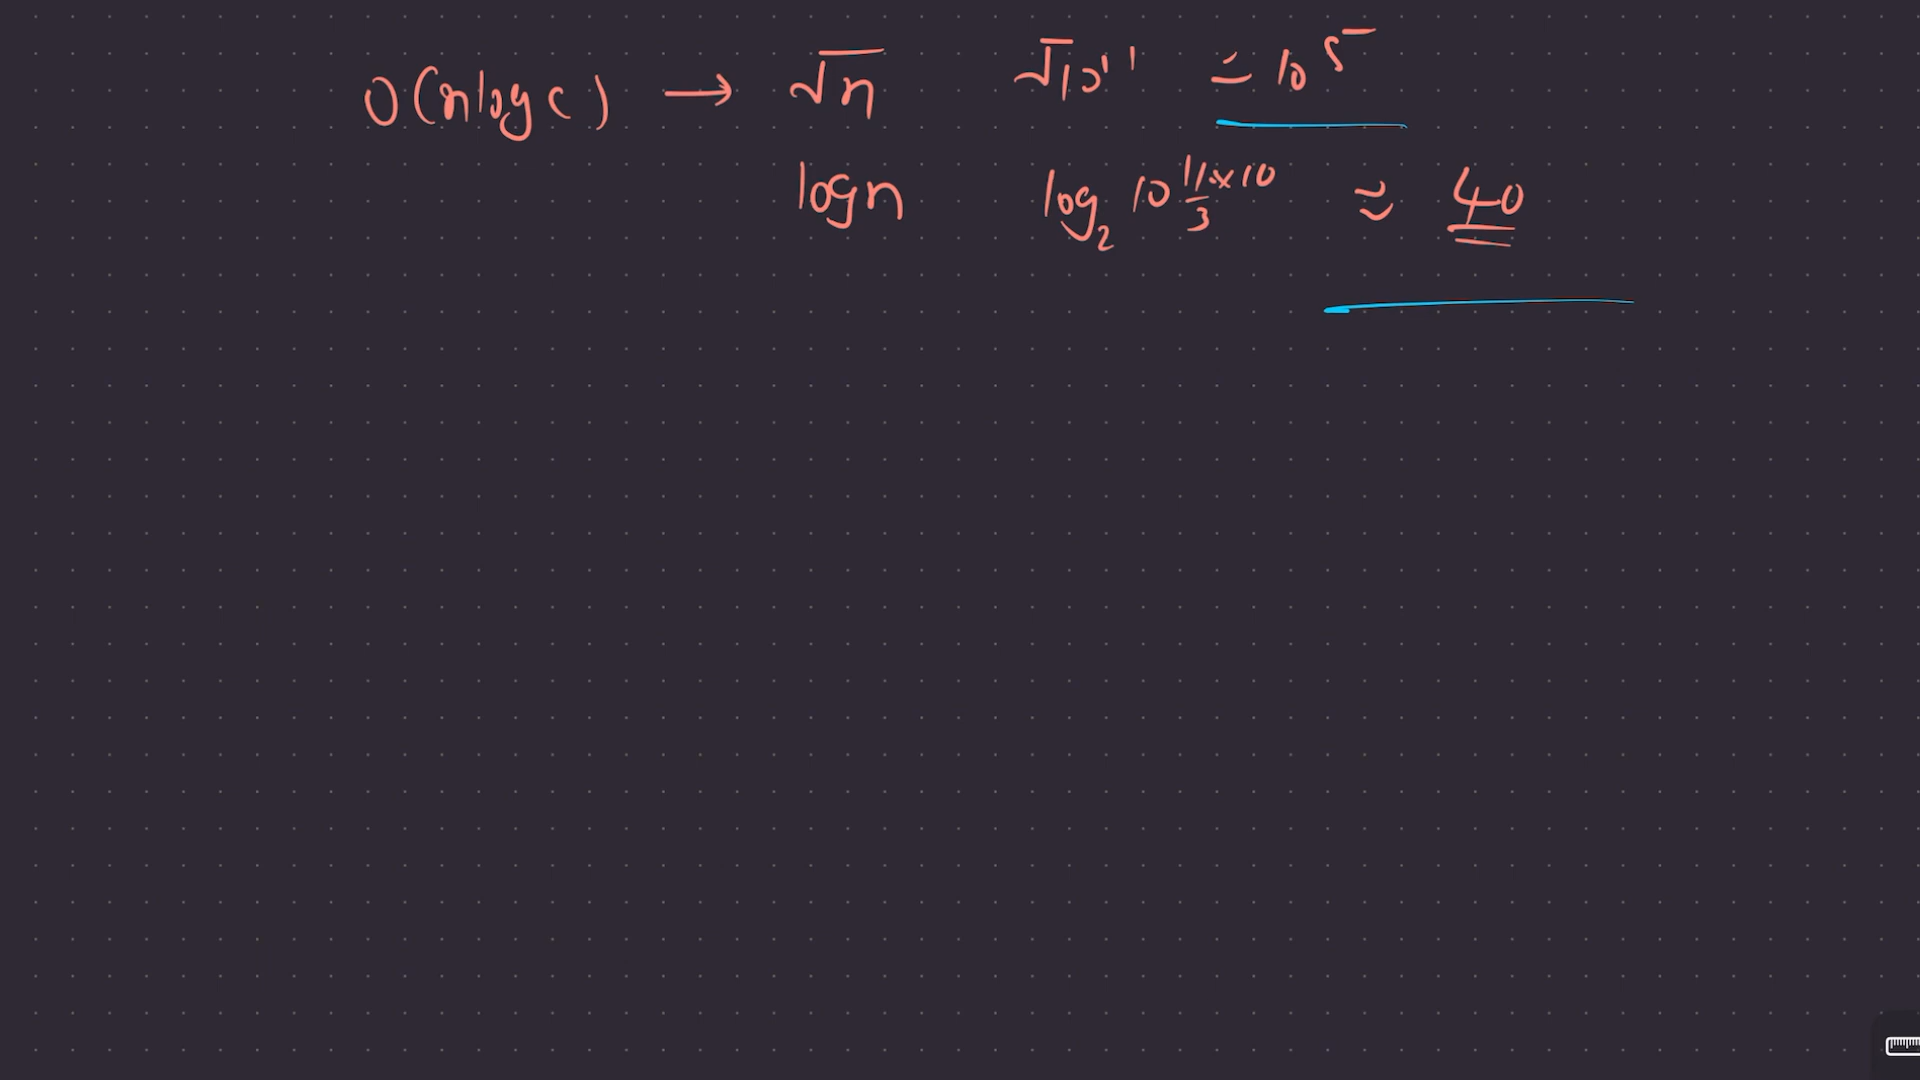 O(nlogc) → √n √10¹¹ ≈ 10⁵
logn log₂ 10^(11/3 × 10) ≈ 40